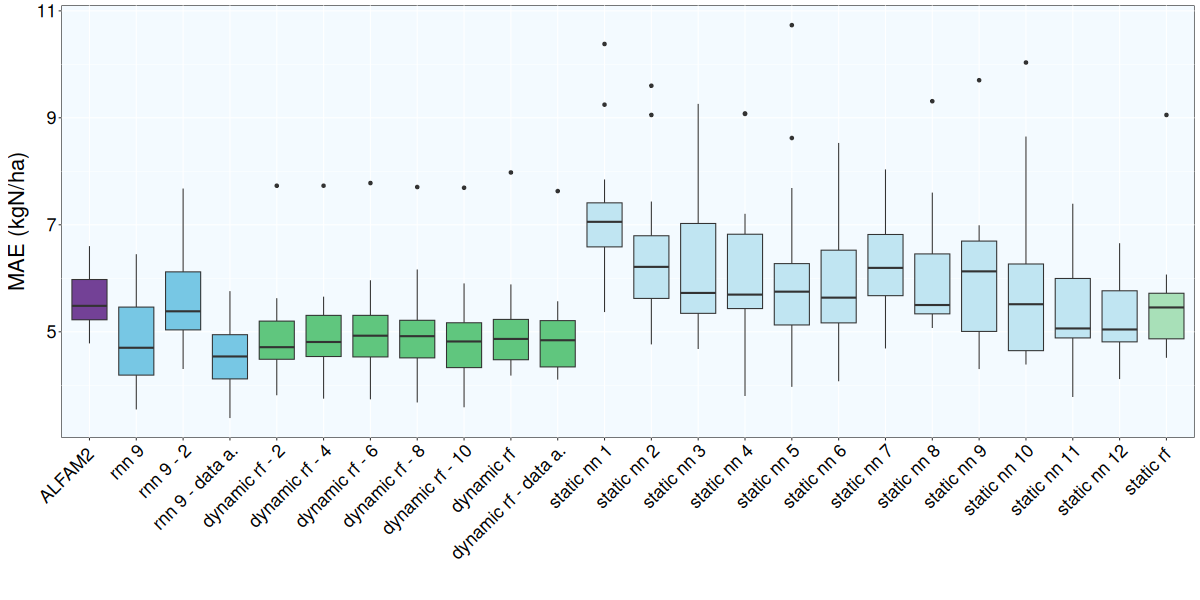 MAE (kgN/ha)
11
9
7
5
ALFAM2
rnn 9
rnn 9 - 2
rnn 9 - data a.
dynamic rf - 2
dynamic rf - 4
dynamic rf - 6
dynamic rf - 8
dynamic rf - 10
dynamic rf
dynamic rf - data a.
static nn 1
static nn 2
static nn 3
static nn 4
static nn 5
static nn 6
static nn 7
static nn 8
static nn 9
static nn 10
static nn 11
static nn 12
static rf